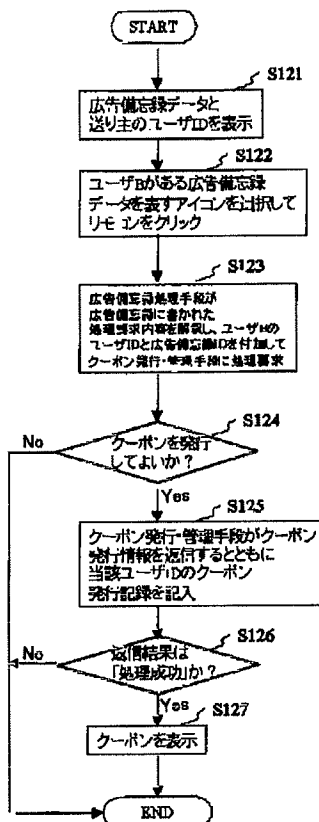 START
S121
広告備忘録データと
送り主のユーザIDを表示
S122
ユーザBがある広告備忘録
データを表すアイコンを選択して
リモコンをクリック
S123
広告備忘録処理手段が
広告備忘録に書かれた
処理要求内容を解釈し、ユーザBの
ユーザIDと広告備忘録IDを付加して
クーポン発行・管理手段に処理要求
S124
No
クーポンを発行
してよいか?
Yes
S125
クーポン発行・管理手段がクーポン
発行情報を返信するとともに
当該ユーザIDのクーポン
発行記録を記入
S126
No
返信結果は
「処理成功」か?
Yes
S127
クーポンを表示
END